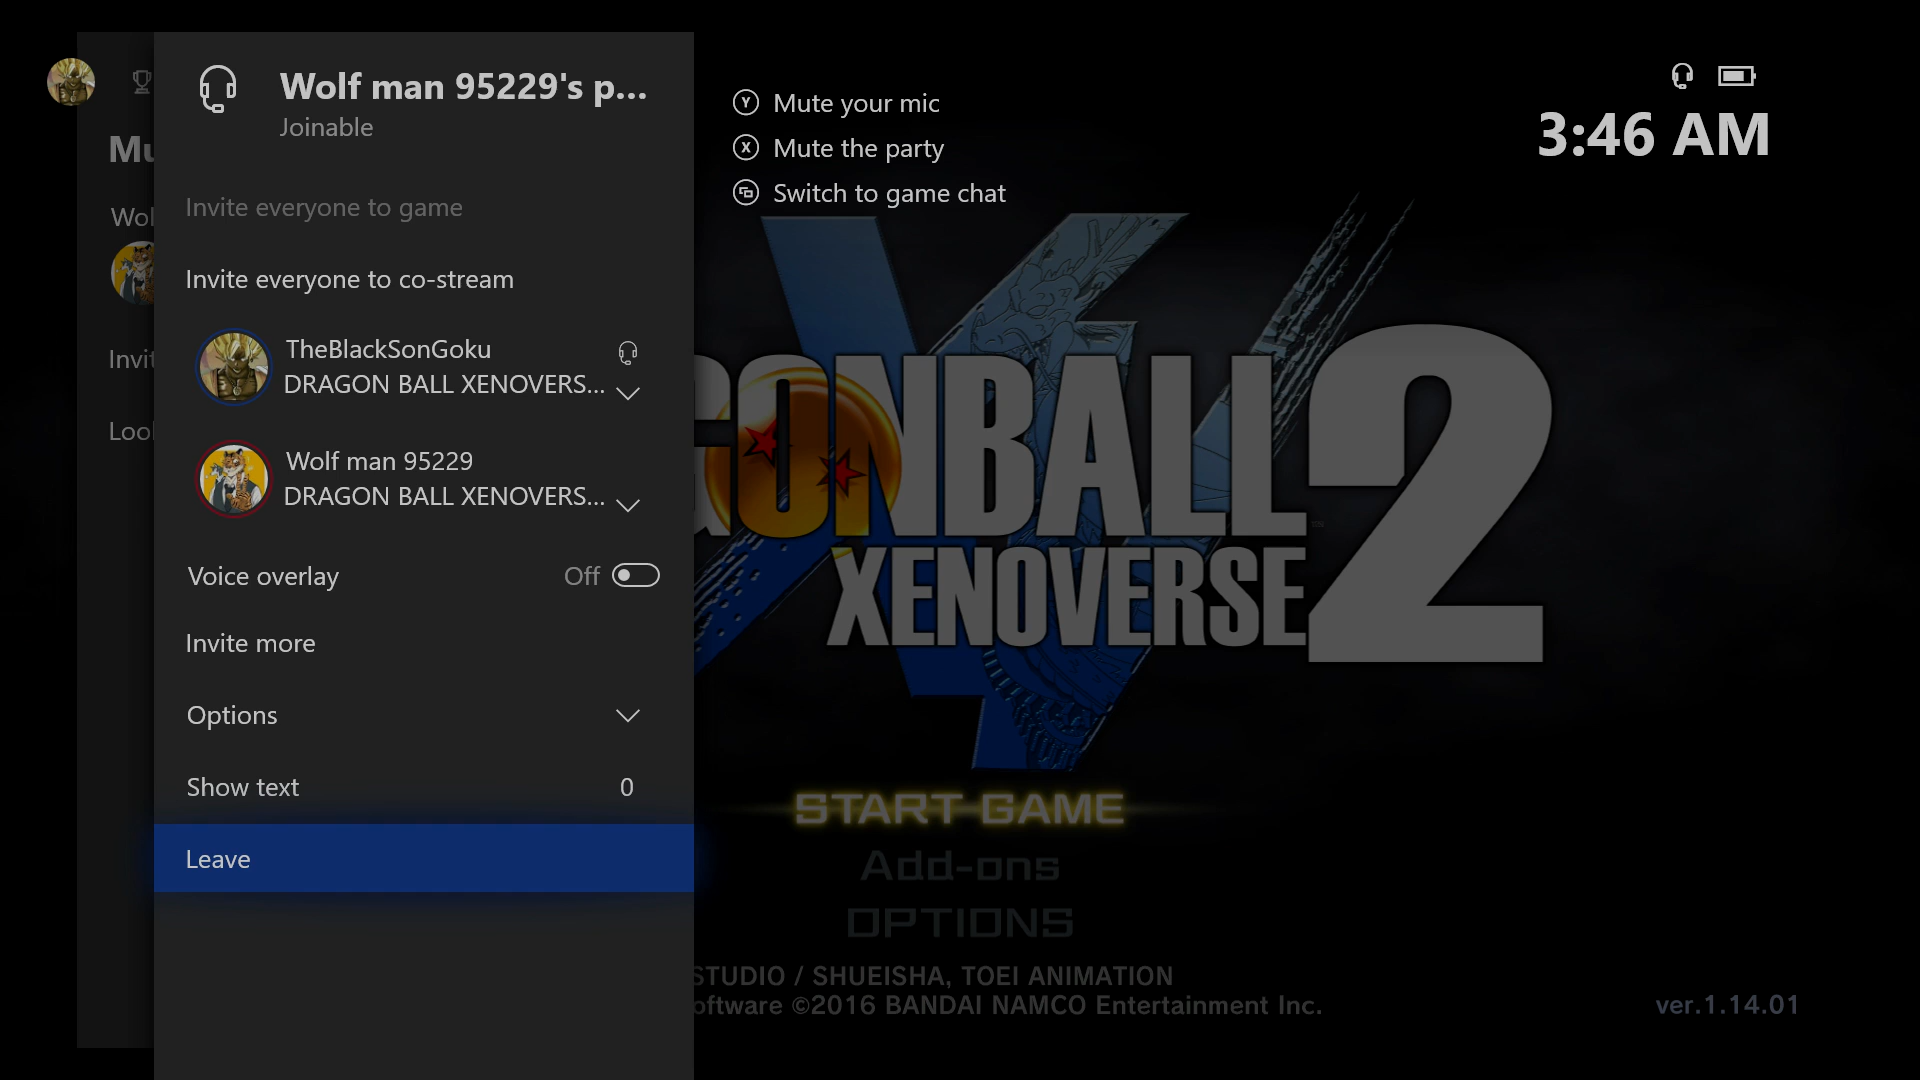 Wolf man 95229's p...
Joinable
Mu
Invite everyone to game
Wol
Invite everyone to co-stream
TheBlackSonGoku
DRAGON BALL XENOVERS...
Invit
Loo
Wolf man 95229
DRAGON BALL XENOVERS...
Voice overlay Off
Invite more
Options
Show text 0
Leave
Y Mute your mic
X Mute the party
Switch to game chat
3:46 AM
GONBALL 2
XENOVERSE
START GAME
Add-ons
OPTIONS
STUDIO / SHUEISHA, TOEI ANIMATION
oftware ©2016 BANDAI NAMCO Entertainment Inc.
ver.1.14.01